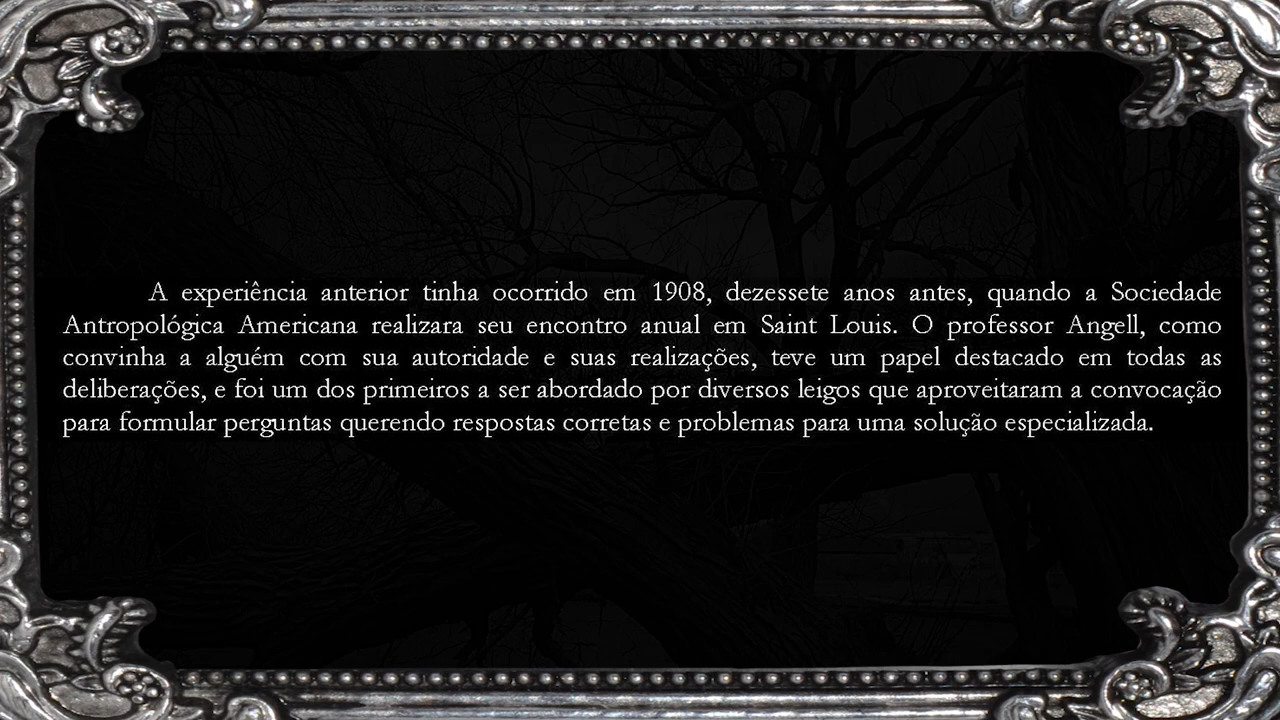 A experiência anterior tinha ocorrido em 1908, dezessete anos antes, quando a Sociedade
Antropológica Americana realizara seu encontro anual em Saint Louis. O professor Angell, como
convinha a alguém com sua autoridade e suas realizações, teve um papel destacado em todas as
deliberações, e foi um dos primeiros a ser abordado por diversos leigos que aproveitaram a convocação
para formular perguntas querendo respostas corretas e problemas para uma solução especializada.